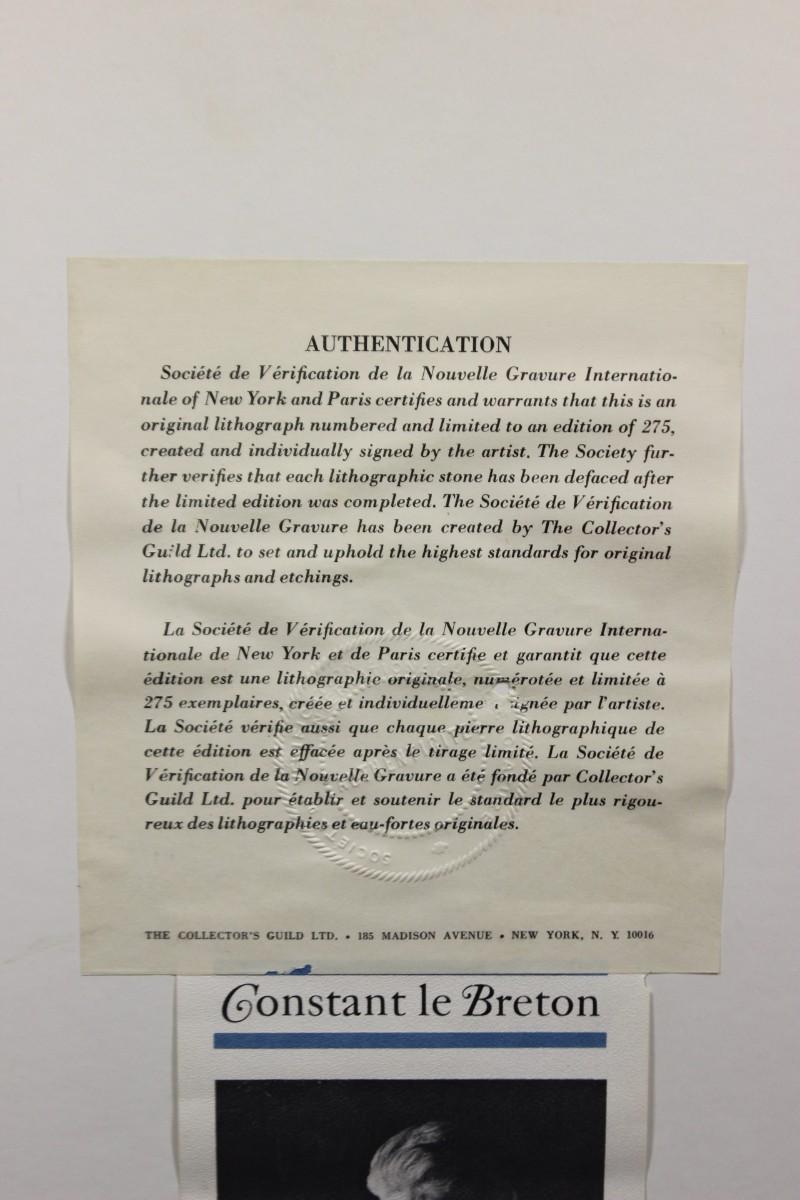 AUTHENTICATION
Société de Vérification de la Nouvelle Gravure Internatio-
nale of New York and Paris certifies and warrants that this is an
original lithograph numbered and limited to an edition of 275,
created and individually signed by the artist. The Society fur-
ther verifies that each lithographic stone has been defaced after
the limited edition was completed. The Société de Vérification
de la Nouvelle Gravure has been created by The Collector's
Guild Ltd. to set and uphold the highest standards for original
lithographs and etchings.
La Société de Vérification de la Nouvelle Gravure Interna-
tionale de New York et de Paris certifie et garantit que cette
édition est une lithographie originale, numérotée et limitée à
275 exemplaires, créée et individuelleme signée par l'artiste.
La Société vérifie aussi que chaque pierre lithographique de
cette édition est effacée après le tirage limité. La Société de
Vérification de la Nouvelle Gravure a été fondé par Collector's
Guild Ltd. pour établir et soutenir le standard le plus rigou-
reux des lithographies et eau-fortes originales.
SOCIETE
THE COLLECTOR'S GUILD LTD. • 185 MADISON AVENUE • NEW YORK, N. Y. 10016
Constant le Breton